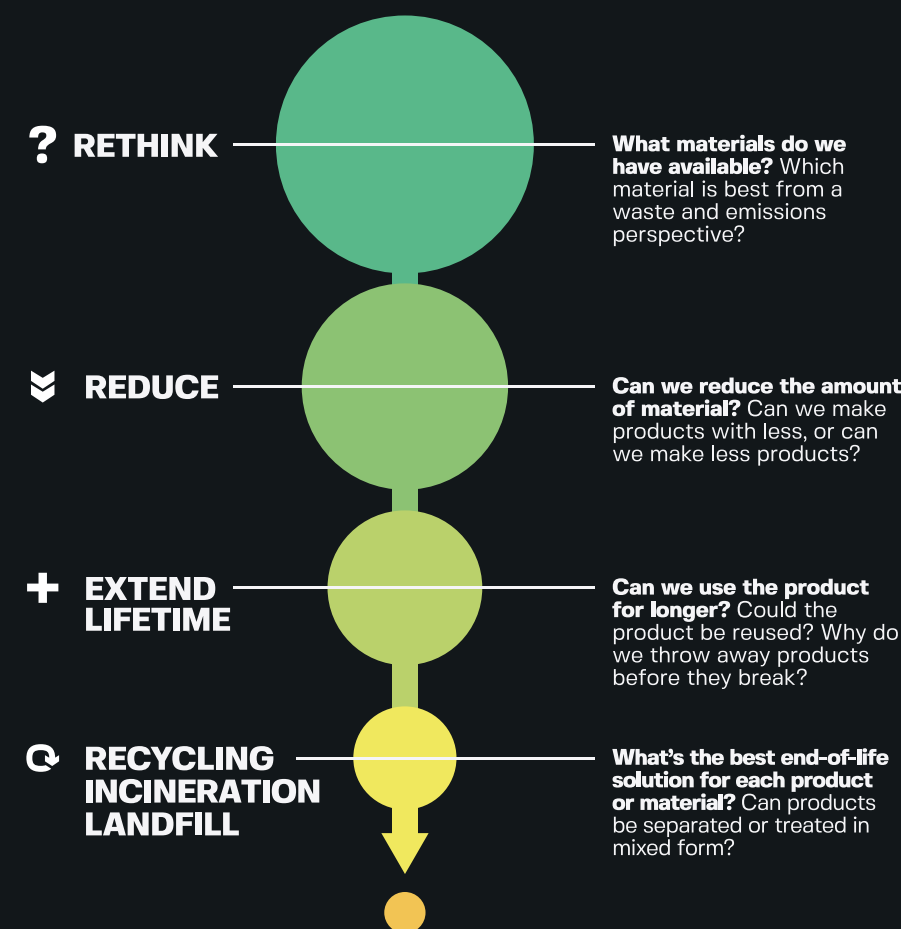 ? RETHINK
What materials do we
have available? Which
material is best from a
waste and emissions
perspective?
REDUCE
Can we reduce the amount
of material? Can we make
products with less, or can
we make less products?
EXTEND
LIFETIME
Can we use the product
for longer? Could the
product be reused? Why do
we throw away products
before they break?
RECYCLING
INCINERATION
LANDFILL
What's the best end-of-life
solution for each product
or material? Can products
be separated or treated in
mixed form?